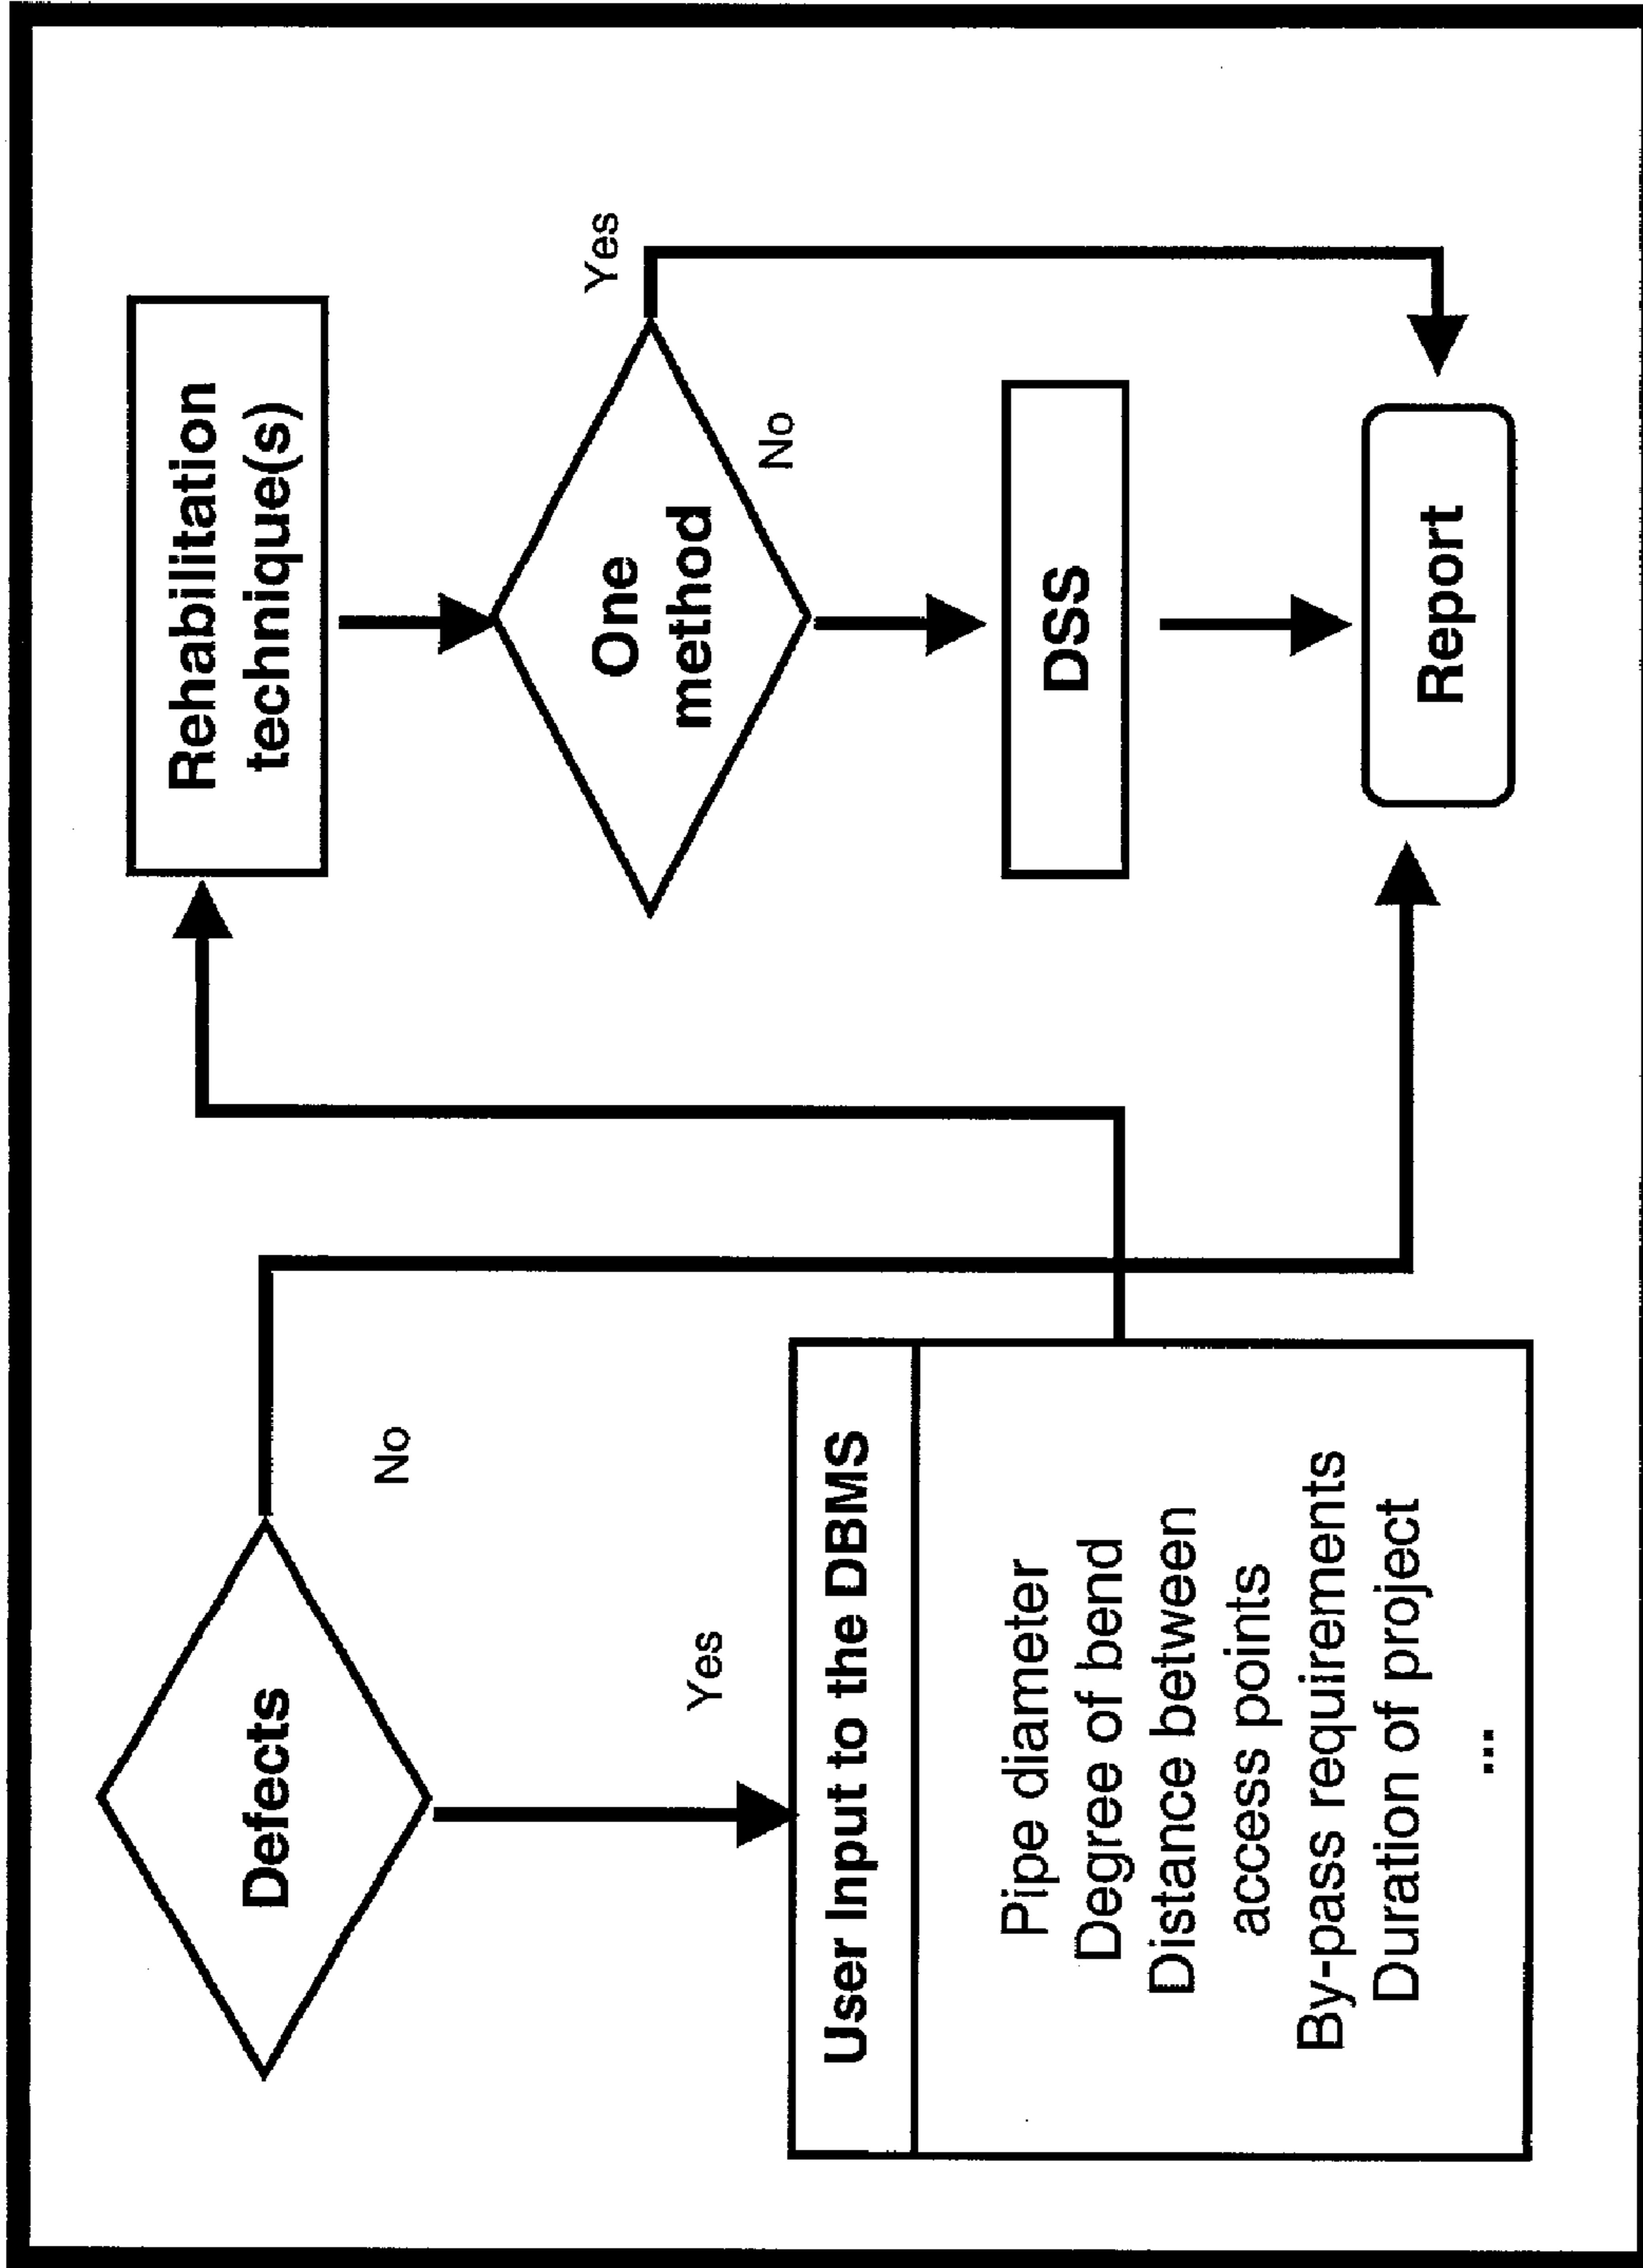 Defects
No
Yes
User Input to the DBMS
Pipe diameter
Degree of bend
Distance between
access points
By-pass requirements
Duration of project
...
Rehabilitation
technique(s)
One
method
Yes
No
DSS
Report